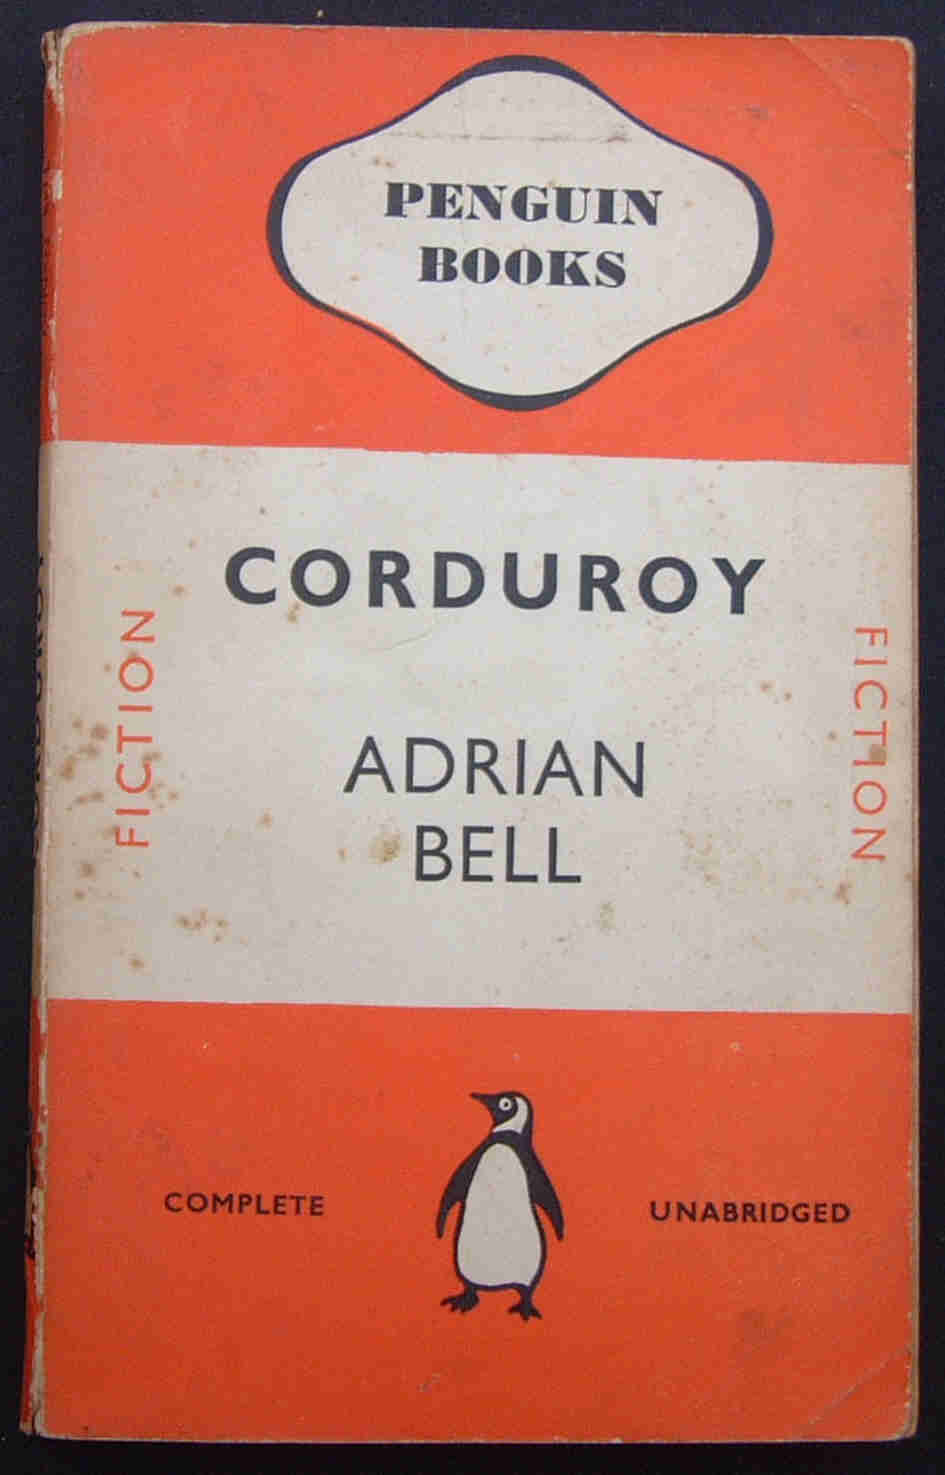 PENGUIN
BOOKS
CORDUROY
FICTION
FICTION
ADRIAN
BELL
COMPLETE
UNABRIDGED